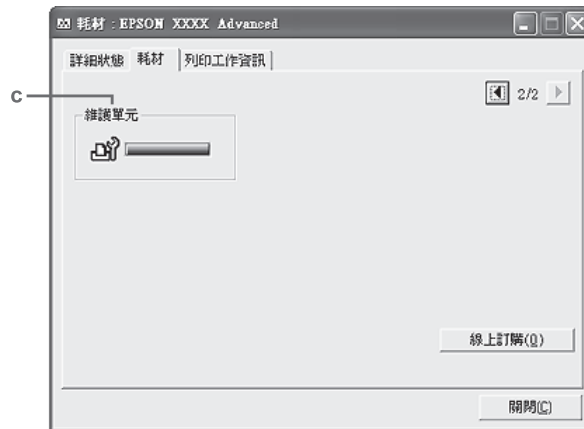 耗材 : EPSON XXXX Advanced
詳細狀態 耗材 列印工作資訊
2/2
c
維護單元
線上訂購(O)
關閉(C)